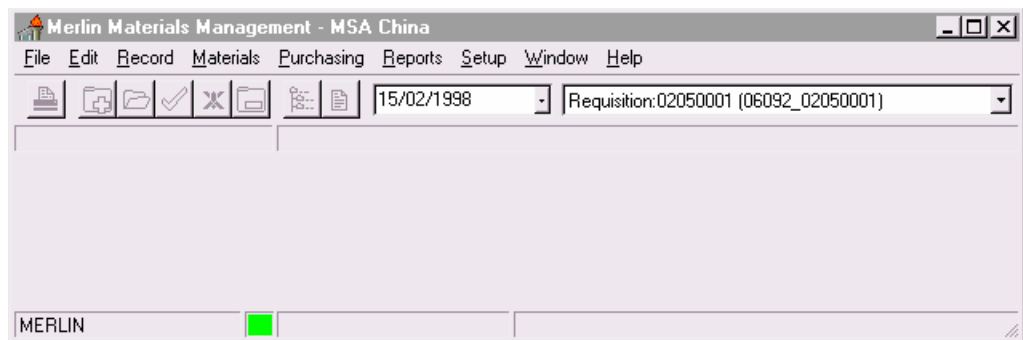 Merlin Materials Management - MSA China
File Edit Record Materials Purchasing Reports Setup Window Help
15/02/1998 Requisition:02050001 (06092_02050001)
MERLIN